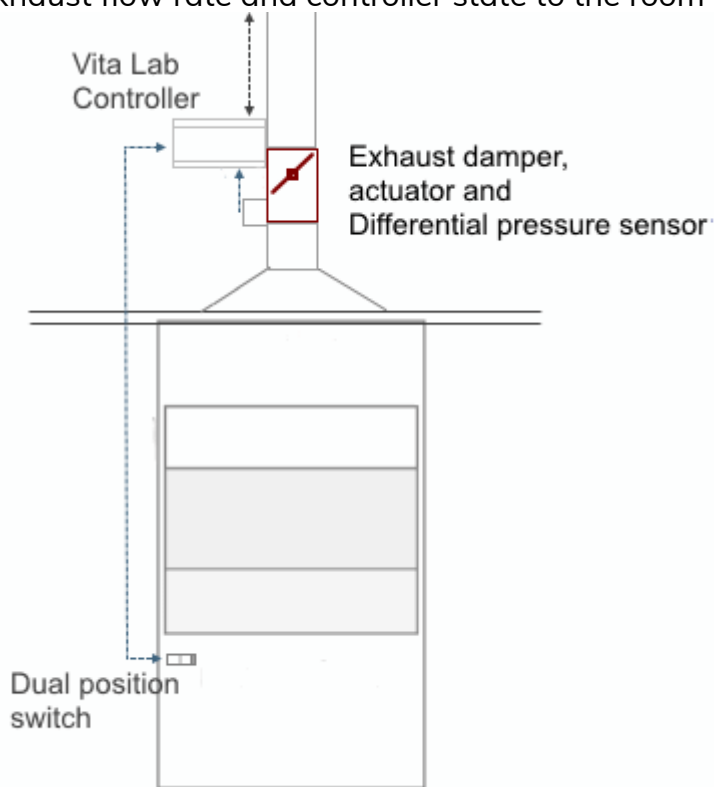 xhaust flow rate and controller state to the room
Vita Lab
Controller
Exhaust damper,
actuator and
Differential pressure sensor
Dual position
switch